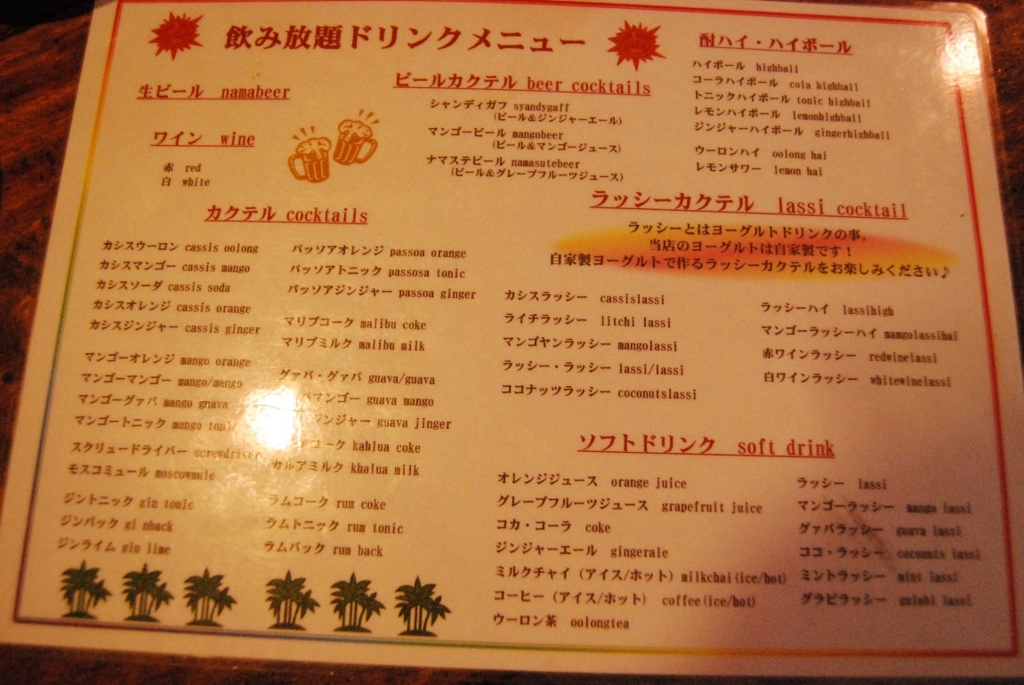 飲み放題ドリンクメニュー
生ビール namabeer
ワイン wine
赤 red
白 white
ビールカクテル beer cocktails
シャンディガフ syandygaff
(ビール&ジンジャーエール)
マンゴービール mangobeer
(ビール&マンゴージュース)
ナマステビール namasutebeer
(ビール&グレープフルーツジュース)
酎ハイ・ハイボール
ハイボール highball
コーラハイボール cola highball
トニックハイボール tonic highball
レモンハイボール lemonhighball
ジンジャーハイボール gingerhighball
ウーロンハイ oolong hai
レモンサワー lemon hai
カクテル cocktails
カシスウーロン cassis oolong
カシスマンゴー cassis mango
カシスソーダ cassis soda
カシスオレンジ cassis orange
カシスジンジャー cassis ginger
マンゴーオレンジ mango orange
マンゴーマンゴー mango/mango
マンゴーグァバ mango guava
マンゴートニック mango tonic
スクリュードライバー screwdriver
モスコミュール moscowmule
ジントニック gin tonic
ジンバック gi nback
ジンライム gin lime
パッソアオレンジ passoa orange
パッソアトニック passosa tonic
パッソアジンジャー passoa ginger
マリブコーク malibu coke
マリブミルク malibu milk
グァバ・グァバ guava/guava
マンゴー guava mango
ジンジャー guava jinger
コーク kahlua coke
カルアミルク khalua milk
ラムコーク rum coke
ラムトニック rum tonic
ラムバック rum back
ラッシーカクテル lassi cocktail
ラッシーとはヨーグルトドリンクの事。
当店のヨーグルトは自家製です！
自家製ヨーグルトで作るラッシーカクテルをお楽しみください♪
カシスラッシー cassislassi
ライチラッシー litchi lassi
マンゴヤンラッシー mangolassi
ラッシー・ラッシー lassi/lassi
ココナッツラッシー coconutslassi
ラッシーハイ lassihigh
マンゴーラッシーハイ mamgolassihai
赤ワインラッシー redwinelassi
白ワインラッシー whitewinelassi
ソフトドリンク soft drink
オレンジジュース orange juice
グレープフルーツジュース grapefruit juice
コカ・コーラ coke
ジンジャーエール gingerale
ミルクチャイ（アイス/ホット）milkchai(ice/hot)
コーヒー（アイス/ホット） coffee(ice/hot)
ウーロン茶 oolongtea
ラッシー lassi
マンゴーラッシー mango lassi
グァバラッシー guava lassi
ココ・ラッシー coconuts lassi
ミントラッシー mint lassi
グラビラッシー gulabi lassi